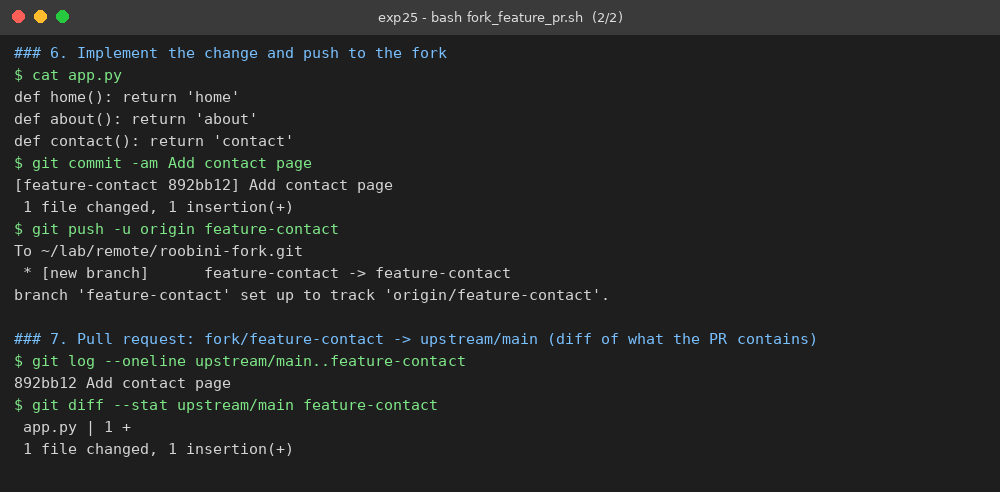 exp25 - bash fork_feature_pr.sh  (2/2)
### 6. Implement the change and push to the fork
$ cat app.py
def home(): return 'home'
def about(): return 'about'
def contact(): return 'contact'
$ git commit -am Add contact page
[feature-contact 892bb12] Add contact page
 1 file changed, 1 insertion(+)
$ git push -u origin feature-contact
To ~/lab/remote/roobini-fork.git
 * [new branch]      feature-contact -> feature-contact
branch 'feature-contact' set up to track 'origin/feature-contact'.
### 7. Pull request: fork/feature-contact -> upstream/main (diff of what the PR contains)
$ git log --oneline upstream/main..feature-contact
892bb12 Add contact page
$ git diff --stat upstream/main feature-contact
 app.py | 1 +
 1 file changed, 1 insertion(+)